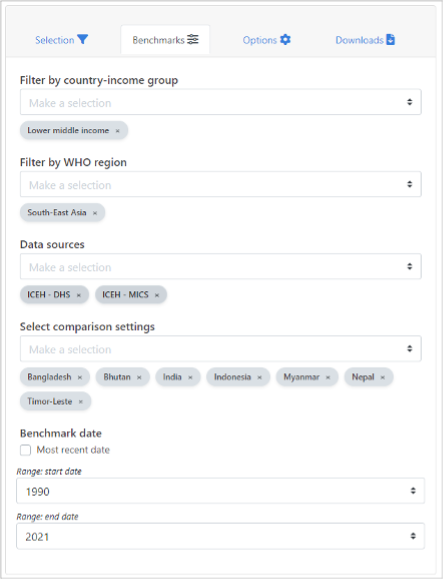 Selection Benchmarks Options Downloads
Filter by country-income group
Make a selection
Lower middle income ×
Filter by WHO region
Make a selection
South-East Asia ×
Data sources
Make a selection
ICEH - DHS × ICEH - MICS ×
Select comparison settings
Make a selection
Bangladesh × Bhutan × India × Indonesia × Myanmar × Nepal ×
Timor-Leste ×
Benchmark date
Most recent date
Range: start date
1990
Range: end date
2021